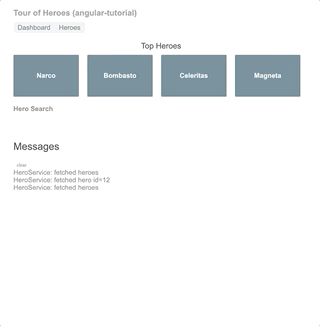 Tour of Heroes (angular-tutorial)
Dashboard Heroes
Top Heroes
Narco Bombasto Celeritas Magneta
Hero Search
Messages
clear
HeroService: fetched heroes
HeroService: fetched hero id=12
HeroService: fetched heroes